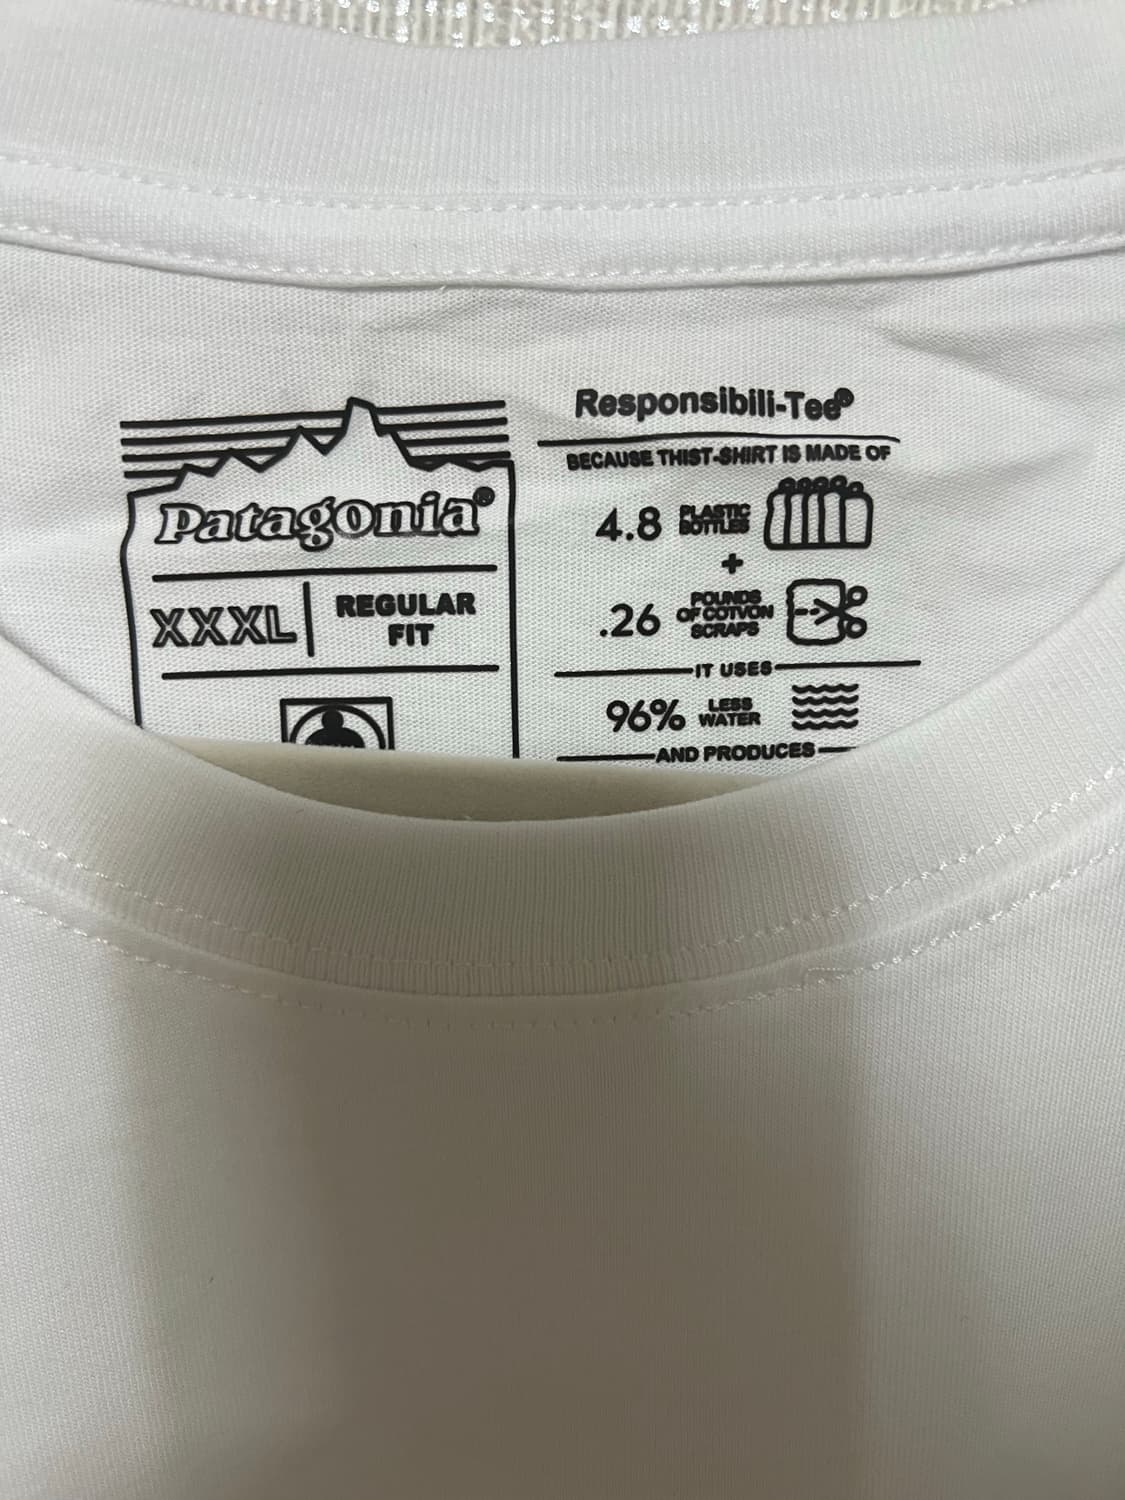 Patagonia®
XXXL
REGULAR
FIT
Responsibili-Tee®
BECAUSE THIST-SHIRT IS MADE OF
4.8 PLASTIC
BOTTLES
+
.26 POUNDS
OF COTVON
SCRAPS
IT USES
96% LESS
WATER
AND PRODUCES